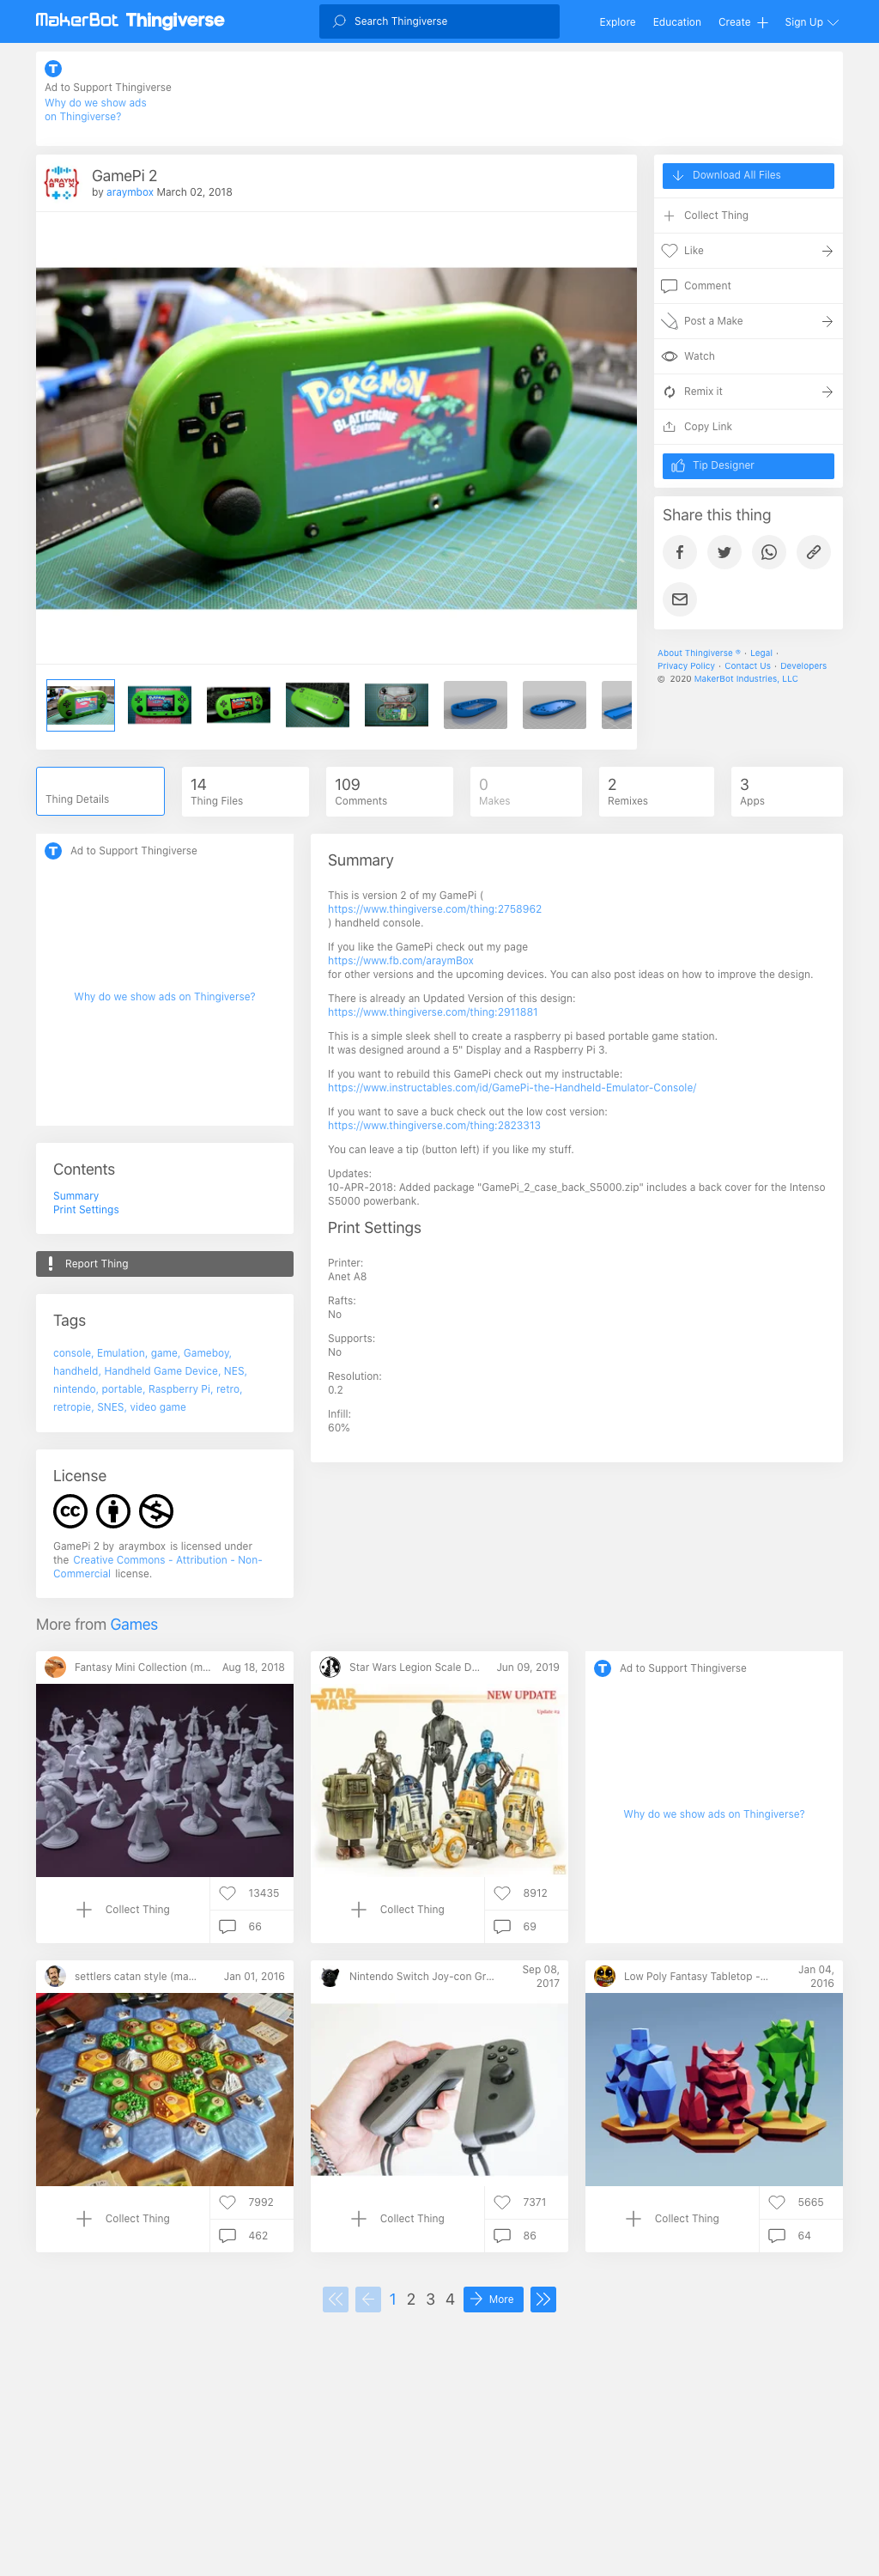 MakerBot Thingiverse
Search Thingiverse
Explore
Education
Create
Sign Up
Ad to Support Thingiverse
Why do we show ads
on Thingiverse?
GamePi 2
by araymbox March 02, 2018
ARAYM
BOX
POKéMON
BLATTGRÜNE
EDITION
Download All Files
Collect Thing
Like
Comment
Post a Make
Watch
Remix it
Copy Link
Tip Designer
Share this thing
About Thingiverse ® · Legal ·
Privacy Policy · Contact Us · Developers
© 2020 MakerBot Industries, LLC
Thing Details
14
Thing Files
109
Comments
0
Makes
2
Remixes
3
Apps
Ad to Support Thingiverse
Why do we show ads on Thingiverse?
Contents
Summary
Print Settings
Report Thing
Tags
console, Emulation, game, Gameboy,
handheld, Handheld Game Device, NES,
nintendo, portable, Raspberry Pi, retro,
retropie, SNES, video game
License
GamePi 2 by araymbox is licensed under
the Creative Commons - Attribution - Non-
Commercial license.
Summary
This is version 2 of my GamePi (
https://www.thingiverse.com/thing:2758962
) handheld console.
If you like the GamePi check out my page
https://www.fb.com/araymBox
for other versions and the upcoming devices. You can also post ideas on how to improve the design.
There is already an Updated Version of this design:
https://www.thingiverse.com/thing:2911881
This is a simple sleek shell to create a raspberry pi based portable game station.
It was designed around a 5" Display and a Raspberry Pi 3.
If you want to rebuild this GamePi check out my instructable:
https://www.instructables.com/id/GamePi-the-Handheld-Emulator-Console/
If you want to save a buck check out the low cost version:
https://www.thingiverse.com/thing:2823313
You can leave a tip (button left) if you like my stuff.
Updates:
10-APR-2018: Added package "GamePi_2_case_back_S5000.zip" includes a back cover for the Intenso
S5000 powerbank.
Print Settings
Printer:
Anet A8
Rafts:
No
Supports:
No
Resolution:
0.2
Infill:
60%
More from Games
Fantasy Mini Collection (m... Aug 18, 2018
Collect Thing
13435
66
Star Wars Legion Scale D... Jun 09, 2019
STAR
WARS
NEW UPDATE
Update #4
Collect Thing
8912
69
Ad to Support Thingiverse
Why do we show ads on Thingiverse?
settlers catan style (ma... Jan 01, 2016
Collect Thing
7992
462
Nintendo Switch Joy-con Gr... Sep 08,
2017
Collect Thing
7371
86
Low Poly Fantasy Tabletop -... Jan 04,
2016
Collect Thing
5665
64
1 2 3 4 More